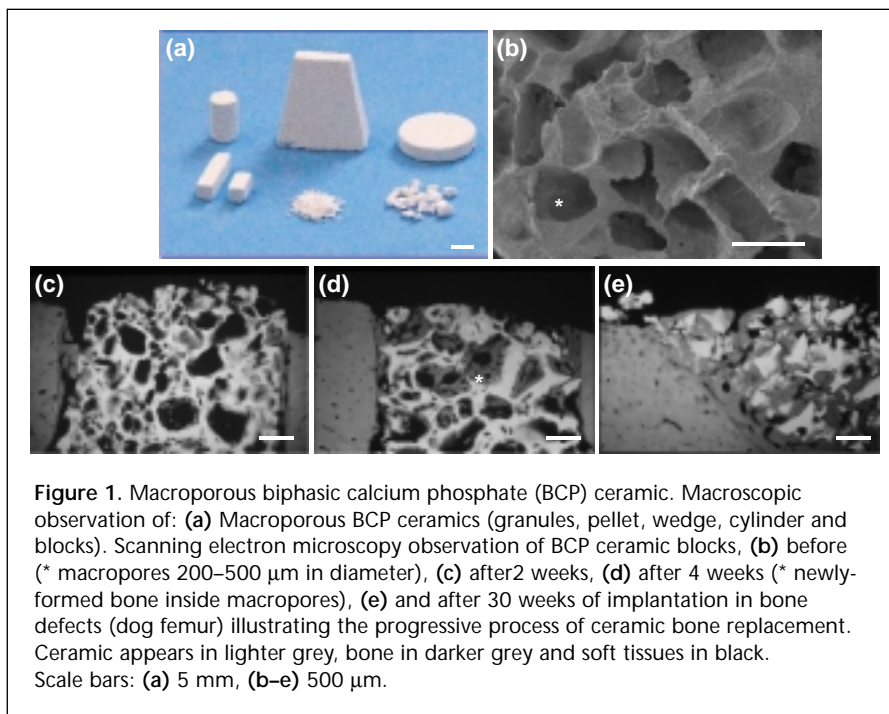 (a)
(b)
*
(c)
(d)
*
(e)
Figure 1. Macroporous biphasic calcium phosphate (BCP) ceramic. Macroscopic
observation of: (a) Macroporous BCP ceramics (granules, pellet, wedge, cylinder and
blocks). Scanning electron microscopy observation of BCP ceramic blocks, (b) before
(* macropores 200–500 μm in diameter), (c) after2 weeks, (d) after 4 weeks (* newly-
formed bone inside macropores), (e) and after 30 weeks of implantation in bone
defects (dog femur) illustrating the progressive process of ceramic bone replacement.
Ceramic appears in lighter grey, bone in darker grey and soft tissues in black.
Scale bars: (a) 5 mm, (b–e) 500 μm.